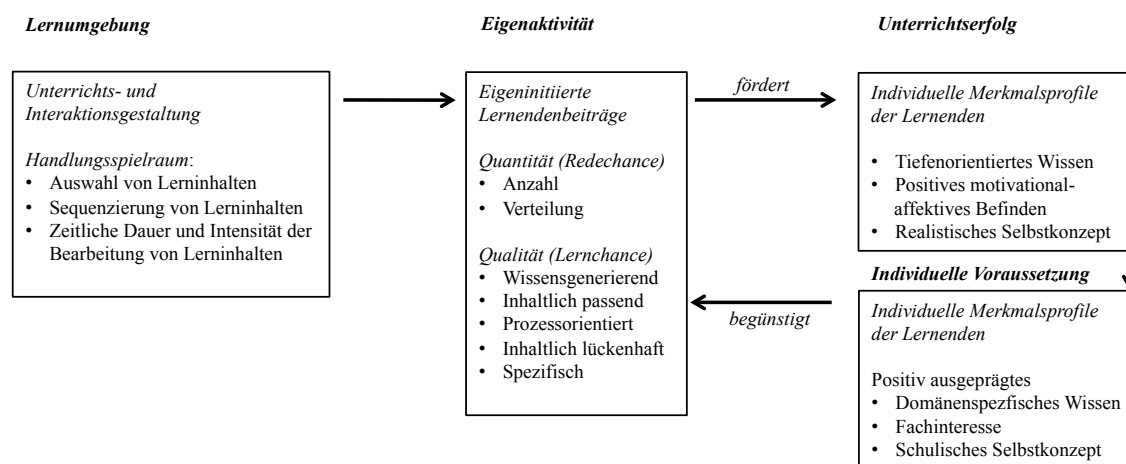 Lernumgebung
Unterrichts- und
Interaktionsgestaltung
Handlungsspielraum:
• Auswahl von Lerninhalten
• Sequenzierung von Lerninhalten
• Zeitliche Dauer und Intensität der
Bearbeitung von Lerninhalten
Eigenaktivität
Eigeninitiierte
Lernendenbeiträge
Quantität (Redechance)
• Anzahl
• Verteilung
Qualität (Lernchance)
• Wissensgenerierend
• Inhaltlich passend
• Prozessorientiert
• Inhaltlich lückenhaft
• Spezifisch
fördert
begünstigt
Unterrichtserfolg
Individuelle Merkmalsprofile
der Lernenden
• Tiefenorientiertes Wissen
• Positives motivational-
affektives Befinden
• Realistisches Selbstkonzept
Individuelle Voraussetzung
Individuelle Merkmalsprofile
der Lernenden
Positiv ausgeprägtes
• Domänenspezfisches Wissen
• Fachinteresse
• Schulisches Selbstkonzept